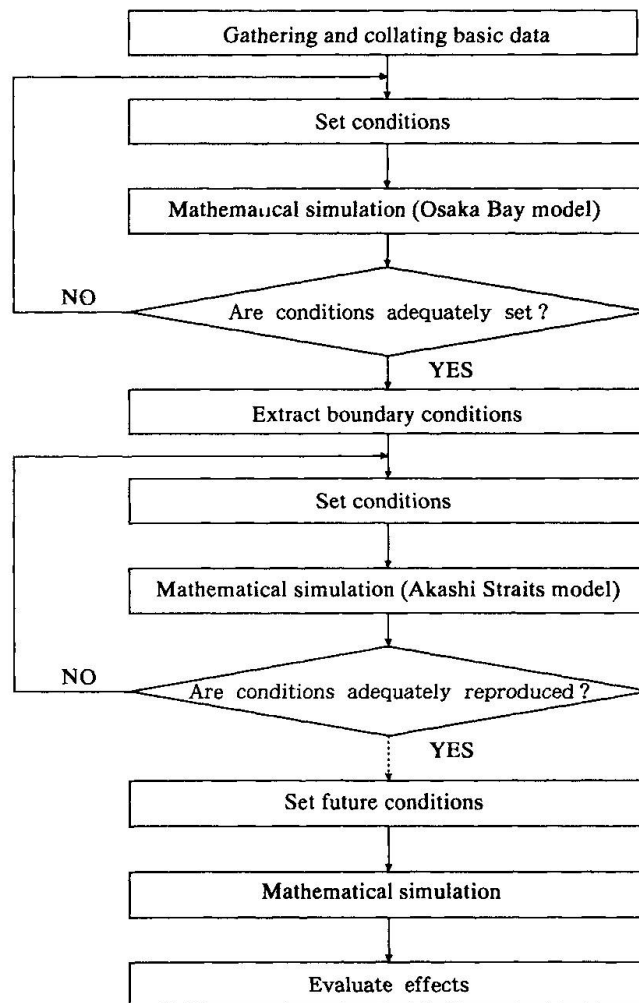 Gathering and collating basic data
Set conditions
Mathematical simulation (Osaka Bay model)
Are conditions adequately set ?
NO
YES
Extract boundary conditions
Set conditions
Mathematical simulation (Akashi Straits model)
Are conditions adequately reproduced ?
NO
YES
Set future conditions
Mathematical simulation
Evaluate effects